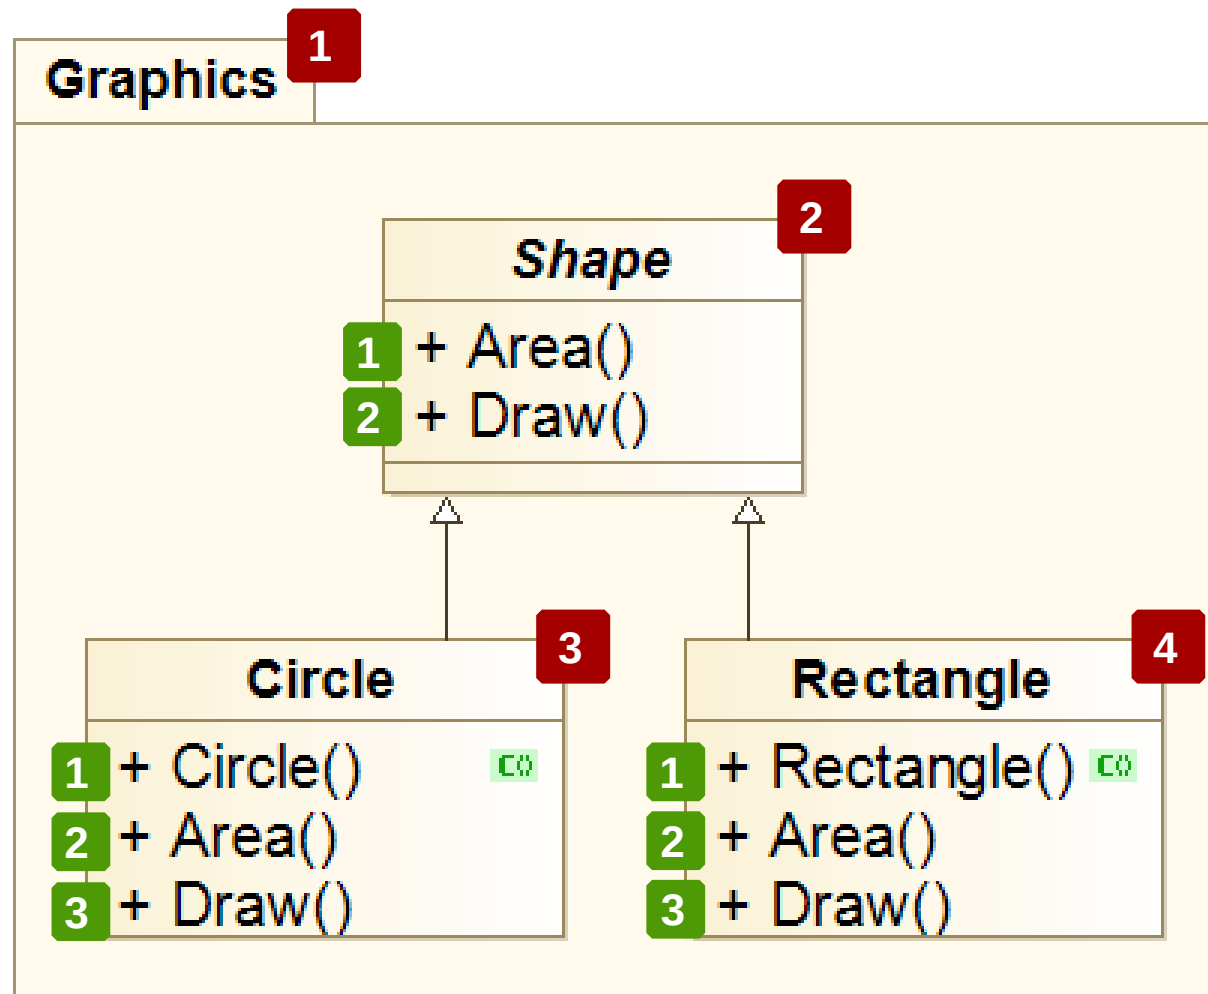 Graphics 1
2
Shape
1 + Area()
2 + Draw()
3
Circle
1 + Circle() C()
2 + Area()
3 + Draw()
4
Rectangle
1 + Rectangle() C()
2 + Area()
3 + Draw()